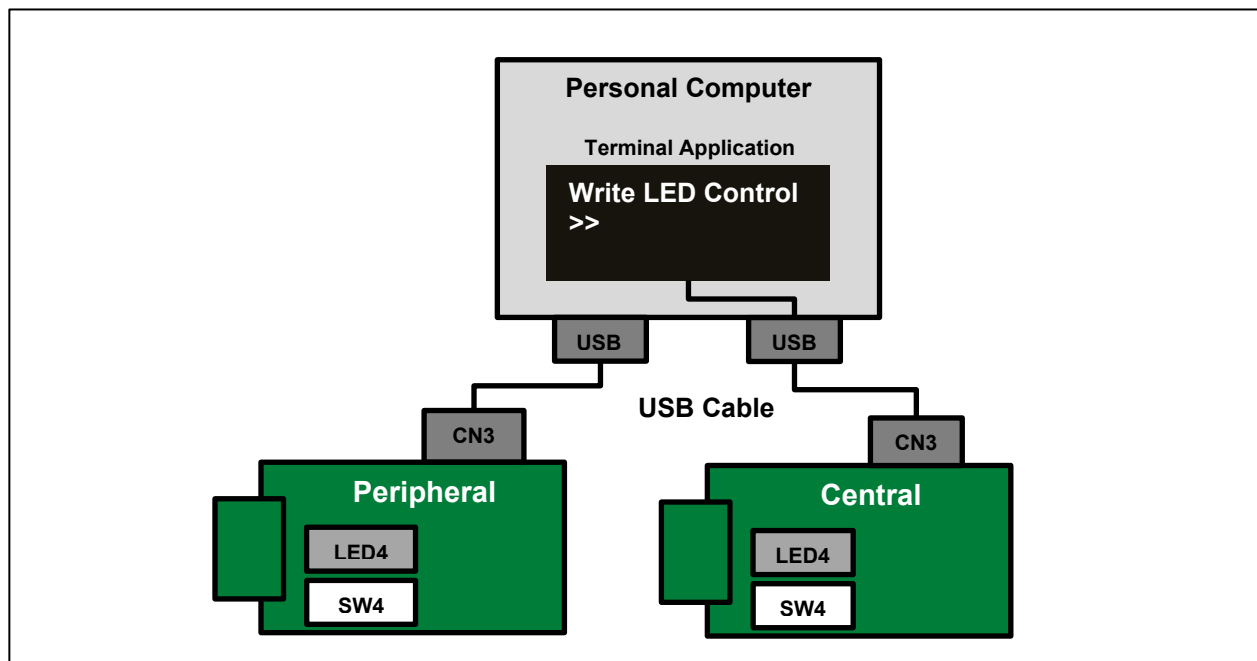 Personal Computer
Terminal Application
Write LED Control
>>
USB
USB
USB Cable
CN3
CN3
Peripheral
LED4
SW4
Central
LED4
SW4